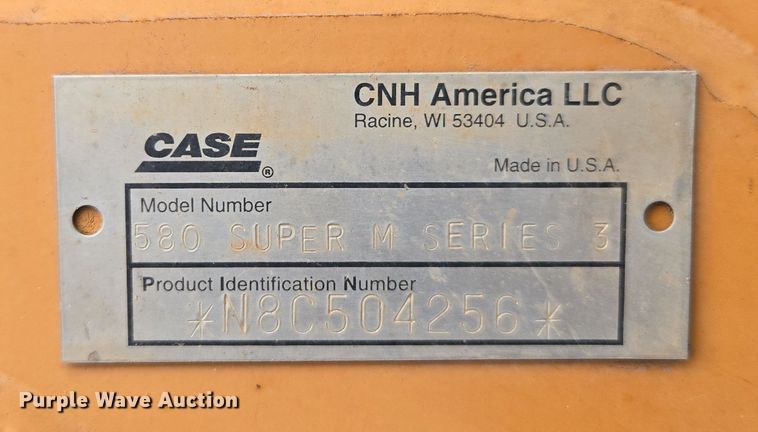 CNH America LLC
Racine, WI 53404 U.S.A.
CASE®
Made in U.S.A.
Model Number
580 SUPER M SERIES 3
Product Identification Number
*N8C504256*
Purple Wave Auction